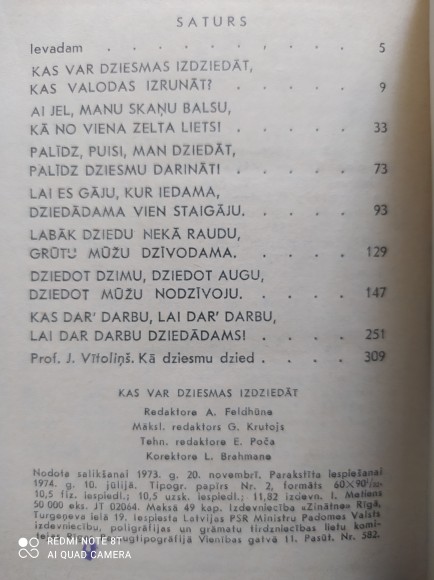 SATURS
Ievadam . . . . . . . . . . 5
KAS VAR DZIESMAS IZDZIEDĀT,
KAS VALODAS IZRUNĀT? . . . . 9
AI JEL, MANU SKAŅU BALSU,
KĀ NO VIENA ZELTA LIETS! . . . . 33
PALĪDZ, PUISI, MAN DZIEDĀT,
PALĪDZ DZIESMU DARINĀT! . . . . 73
LAI ES GĀJU, KUR IEDAMA,
DZIEDĀDAMA VIEN STAIGĀJU. . . . . 93
LABĀK DZIEDU NEKĀ RAUDU,
GRŪTU MŪŽU DZĪVODAMA. . . . . 129
DZIEDOT DZIMU, DZIEDOT AUGU,
DZIEDOT MŪŽU NODZĪVOJU. . . . . 147
KAS DAR' DARBU, LAI DAR' DARBU,
LAI DAR DARBU DZIEDĀDAMS! . . . . 251
Prof. J. Vītoliņš. Kā dziesmu dzied . . . . 309
KAS VAR DZIESMAS IZDZIEDĀT
Redaktore A. Feldhūne
Māksl. redaktors G. Krutojs
Tehn. redaktore E. Poča
Korektore L. Brahmane
Nodota salikšanai 1973. g. 20. novembrī. Parakstīta iespiešanai
1974. g. 10. jūlijā. Tipogr. papīrs Nr. 2, formāts 60×90¹/₁₆.
10,5 fiz. iespiedl.; 10,5 uzsk. iespiedl.; 11,82 izdevn. l. Metiens
50 000 eks. JT 02064. Maksā 49 kap. Izdevniecība «Zinātne» Rīgā,
Turgeņeva ielā 19. Iespiesta Latvijas PSR Ministru Padomes Valsts
izdevniecību, poligrāfijas un grāmatu tirdzniecības lietu komi-
tipogrāfijā Vienības gatvē 11. Pasūt. Nr. 382.
REDMI NOTE 8T
AI QUAD CAMERA